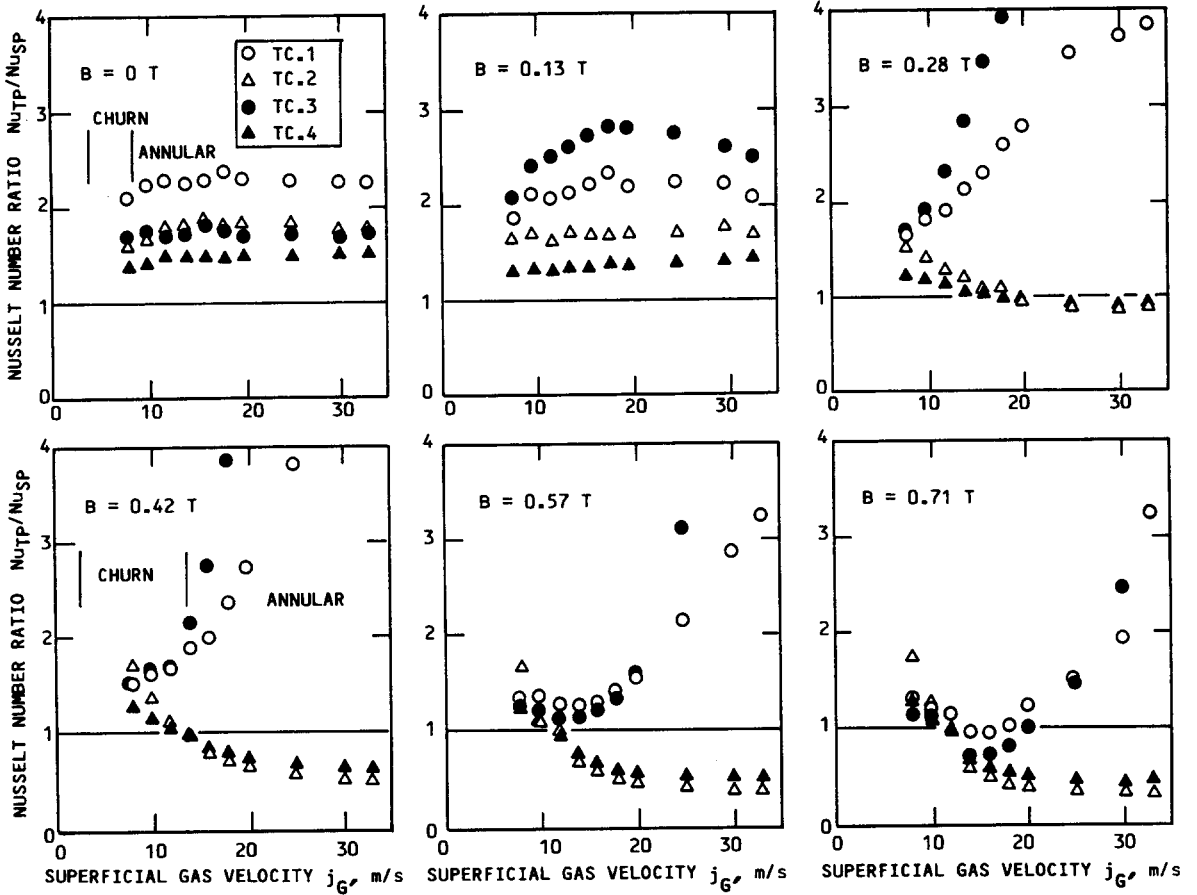 NUSSELT NUMBER RATIO NuTP/NuSP
4
3
2
1
0
B = 0 T
CHURN
ANNULAR
TC.1
TC.2
TC.3
TC.4
0 10 20 30
4
3
2
1
0
B = 0.13 T
0 10 20 30
4
3
2
1
0
B = 0.28 T
0 10 20 30
NUSSELT NUMBER RATIO NuTP/NuSP
4
3
2
1
0
B = 0.42 T
CHURN
ANNULAR
0 10 20 30
SUPERFICIAL GAS VELOCITY jG, m/s
4
3
2
1
0
B = 0.57 T
0 10 20 30
SUPERFICIAL GAS VELOCITY jG, m/s
4
3
2
1
0
B = 0.71 T
0 10 20 30
SUPERFICIAL GAS VELOCITY jG, m/s